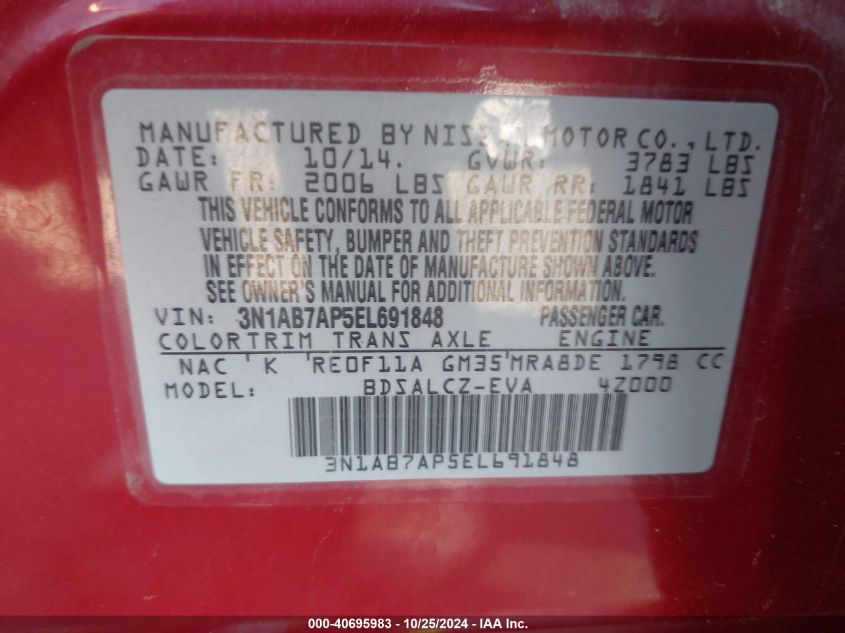 MANUFACTURED BY NISSAN MOTOR CO., LTD.
DATE: 10/14. GVWR: 3783 LBS
GAWR FR: 2006 LBS GAWR RR: 1841 LBS
THIS VEHICLE CONFORMS TO ALL APPLICABLE FEDERAL MOTOR
VEHICLE SAFETY, BUMPER AND THEFT PREVENTION STANDARDS
IN EFFECT ON THE DATE OF MANUFACTURE SHOWN ABOVE.
SEE OWNER'S MANUAL FOR ADDITIONAL INFORMATION.
VIN: 3N1AB7AP5EL691848 PASSENGER CAR.
COLORTRIM TRANS AXLE ENGINE
NAC 'K 'RE0F11A GM35'MRA8DE 1798 CC
MODEL: BDSALCZ-EVA 4Z000
3N1AB7AP5EL691848
000-40695983 - 10/25/2024 - IAA Inc.